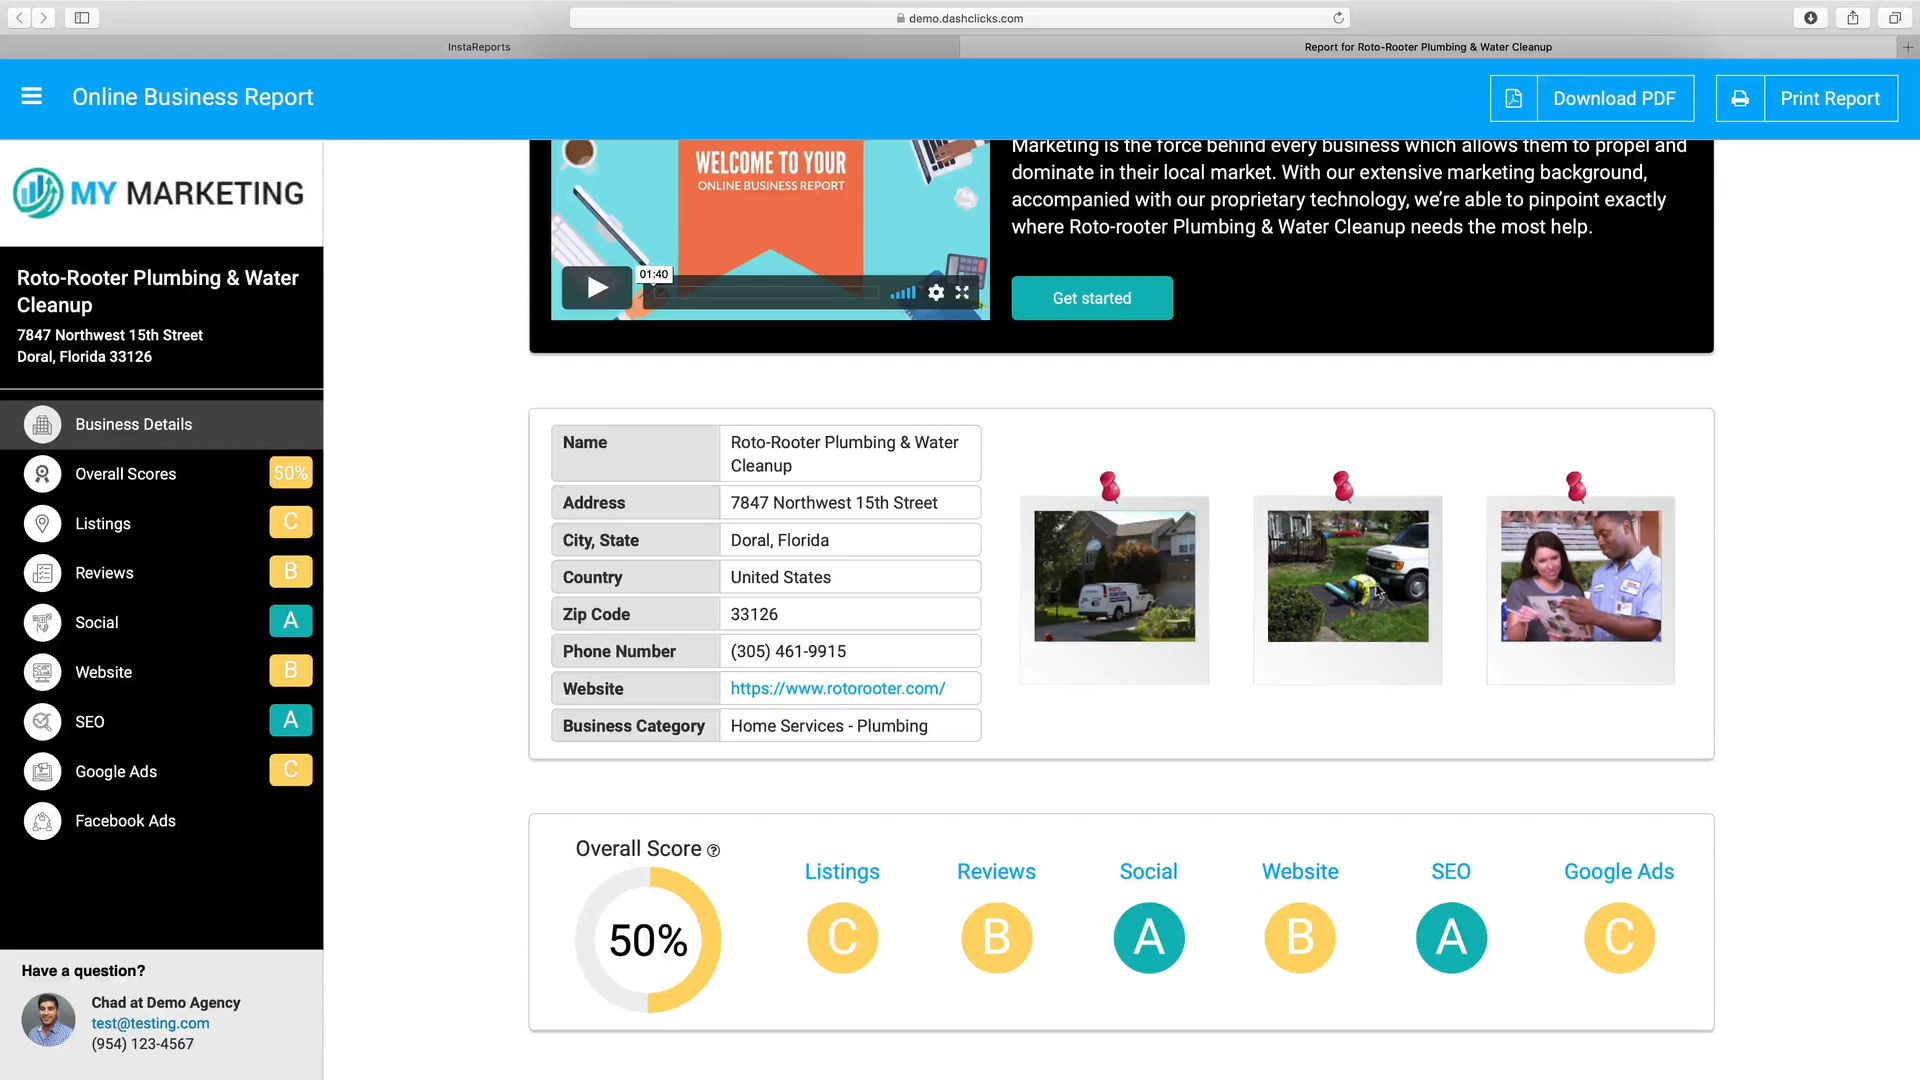 demo.dashclicks.com
InstaReports
Report for Roto-Rooter Plumbing & Water Cleanup
Online Business Report
Download PDF
Print Report
MY MARKETING
Roto-Rooter Plumbing & Water
Cleanup
7847 Northwest 15th Street
Doral, Florida 33126
Business Details
Overall Scores 50%
Listings C
Reviews B
Social A
Website B
SEO A
Google Ads C
Facebook Ads
Have a question?
Chad at Demo Agency
test@testing.com
(954) 123-4567
WELCOME TO YOUR
ONLINE BUSINESS REPORT
01:40
Marketing is the force behind every business which allows them to propel and
dominate in their local market. With our extensive marketing background,
accompanied with our proprietary technology, we’re able to pinpoint exactly
where Roto-rooter Plumbing & Water Cleanup needs the most help.
Get started
Name Roto-Rooter Plumbing & Water
Cleanup
Address 7847 Northwest 15th Street
City, State Doral, Florida
Country United States
Zip Code 33126
Phone Number (305) 461-9915
Website https://www.rotorooter.com/
Business Category Home Services - Plumbing
Overall Score ?
50%
Listings Reviews Social Website SEO Google Ads
C B A B A C